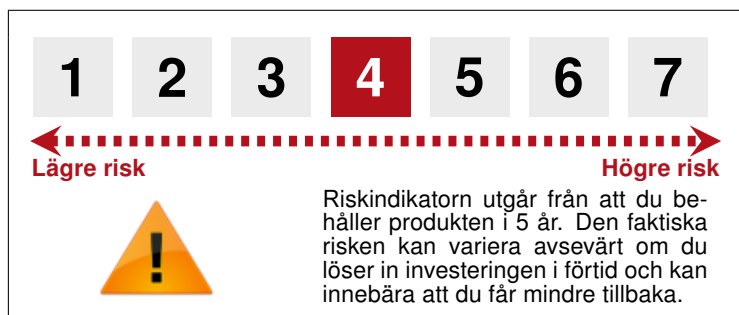 1 2 3 4 5 6 7
Lägre risk Högre risk
!
Riskindikatorn utgår från att du be-
håller produkten i 5 år. Den faktiska
risken kan variera avsevärt om du
löser in investeringen i förtid och kan
innebära att du får mindre tillbaka.